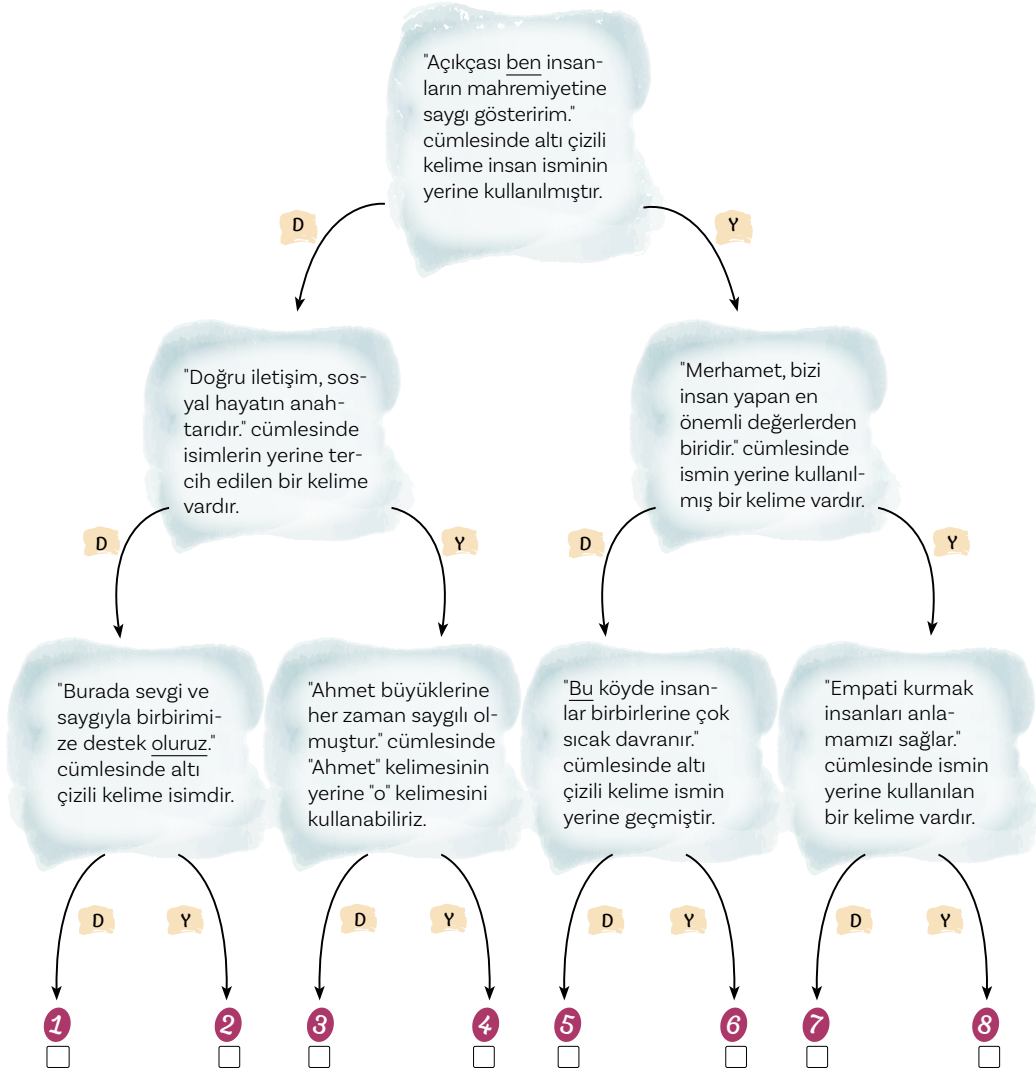 "Açıkçası ben insan-
ların mahremiyetine
saygı gösteririm."
cümlesinde altı çizili
kelime insan isminin
yerine kullanılmıştır.
D
Y
"Doğru iletişim, sos-
yal hayatın anah-
tarıdır." cümlesinde
isimlerin yerine ter-
cih edilen bir kelime
vardır.
"Merhamet, bizi
insan yapan en
önemli değerlerden
biridir." cümlesinde
ismin yerine kullanıl-
mış bir kelime vardır.
D
Y
D
Y
"Burada sevgi ve
saygıyla birbirimi-
ze destek oluruz."
cümlesinde altı
çizili kelime isimdir.
"Ahmet büyüklerine
her zaman saygılı ol-
muştur." cümlesinde
"Ahmet" kelimesinin
yerine "o" kelimesini
kullanabiliriz.
"Bu köyde insan-
lar birbirlerine çok
sıcak davranır."
cümlesinde altı
çizili kelime ismin
yerine geçmiştir.
"Empati kurmak
insanları anla-
mamızı sağlar."
cümlesinde ismin
yerine kullanılan
bir kelime vardır.
D
Y
D
Y
D
Y
D
Y
1
2
3
4
5
6
7
8